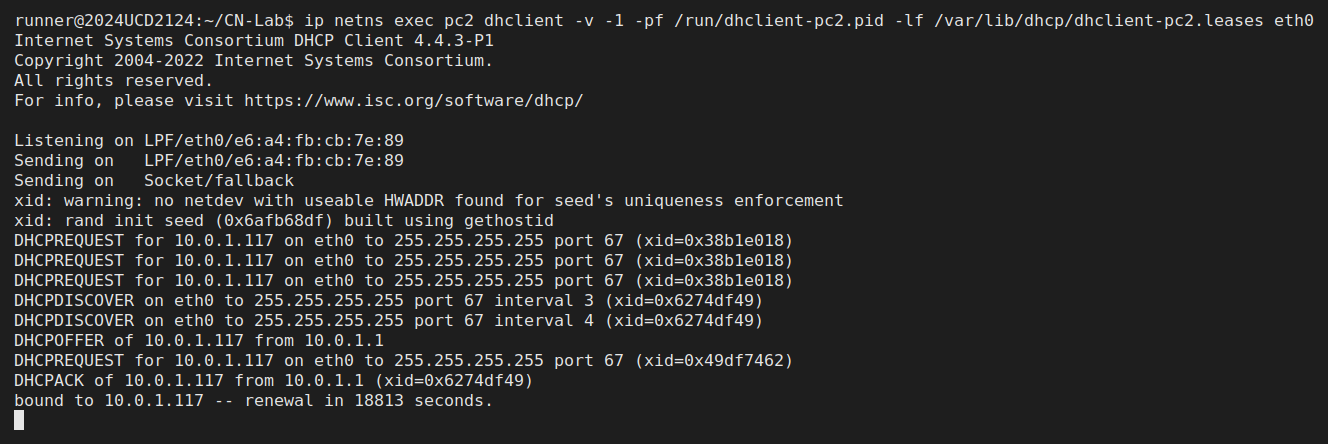 runner@2024UCD2124:~/CN-Lab$ ip netns exec pc2 dhclient -v -1 -pf /run/dhclient-pc2.pid -lf /var/lib/dhcp/dhclient-pc2.leases eth0
Internet Systems Consortium DHCP Client 4.4.3-P1
Copyright 2004-2022 Internet Systems Consortium.
All rights reserved.
For info, please visit https://www.isc.org/software/dhcp/

Listening on LPF/eth0/e6:a4:fb:cb:7e:89
Sending on   LPF/eth0/e6:a4:fb:cb:7e:89
Sending on   Socket/fallback
xid: warning: no netdev with useable HWADDR found for seed's uniqueness enforcement
xid: rand init seed (0x6afb68df) built using gethostid
DHCPREQUEST for 10.0.1.117 on eth0 to 255.255.255.255 port 67 (xid=0x38b1e018)
DHCPREQUEST for 10.0.1.117 on eth0 to 255.255.255.255 port 67 (xid=0x38b1e018)
DHCPREQUEST for 10.0.1.117 on eth0 to 255.255.255.255 port 67 (xid=0x38b1e018)
DHCPDISCOVER on eth0 to 255.255.255.255 port 67 interval 3 (xid=0x6274df49)
DHCPDISCOVER on eth0 to 255.255.255.255 port 67 interval 4 (xid=0x6274df49)
DHCPOFFER of 10.0.1.117 from 10.0.1.1
DHCPREQUEST for 10.0.1.117 on eth0 to 255.255.255.255 port 67 (xid=0x49df7462)
DHCPACK of 10.0.1.117 from 10.0.1.1 (xid=0x6274df49)
bound to 10.0.1.117 -- renewal in 18813 seconds.